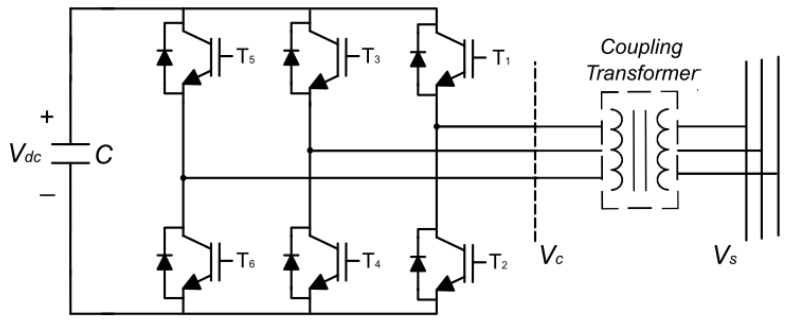 Coupling
Transformer
T5
T3
T1
+
Vdc
C
–
T6
T4
T2
Vc
Vs